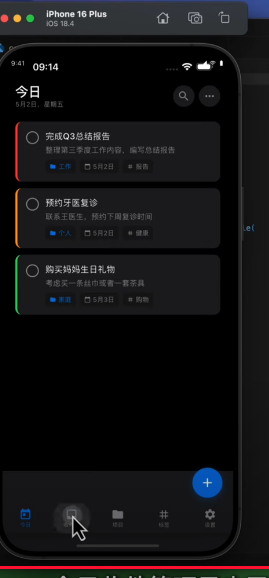 iPhone 16 Plus
iOS 18.4
9:41
09:14
今日
5月2日, 星期五
完成Q3总结报告
整理第三季度工作内容，编写总结报告
工作 5月2日 # 报告
预约牙医复诊
联系王医生，预约下周复诊时间
个人 5月2日 # 健康
购买妈妈生日礼物
考虑买一条丝巾或者一套茶具
家庭 5月3日 # 购物
今日 项目 标签 设置